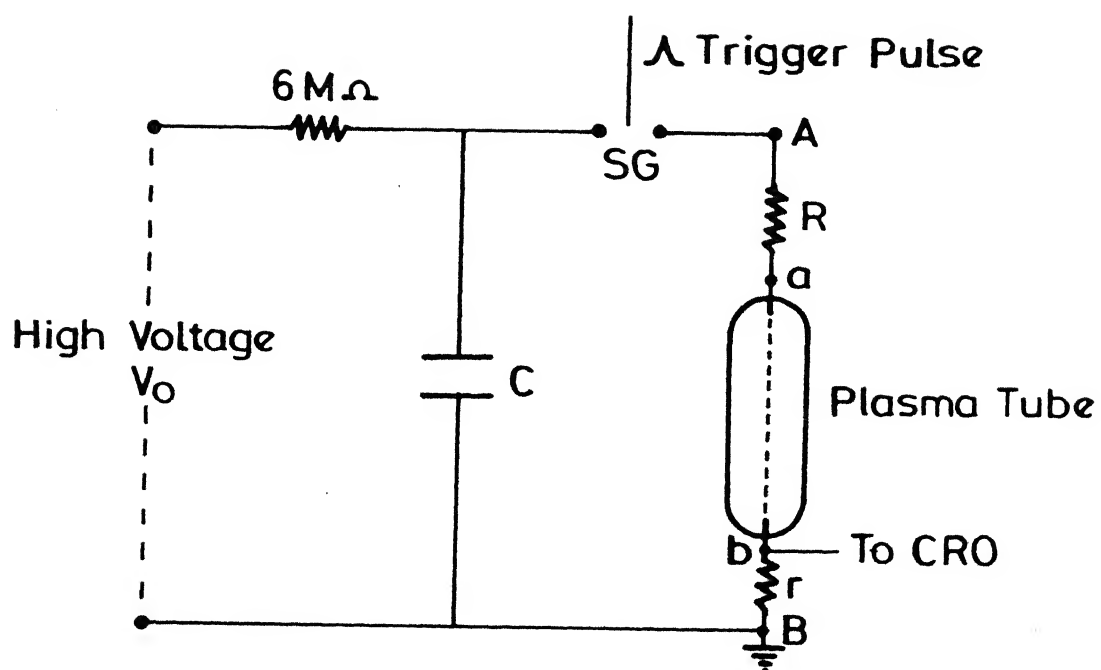 Trigger Pulse
6 MΩ
SG
A
R
a
High Voltage
V₀
C
Plasma Tube
b
To CRO
r
B